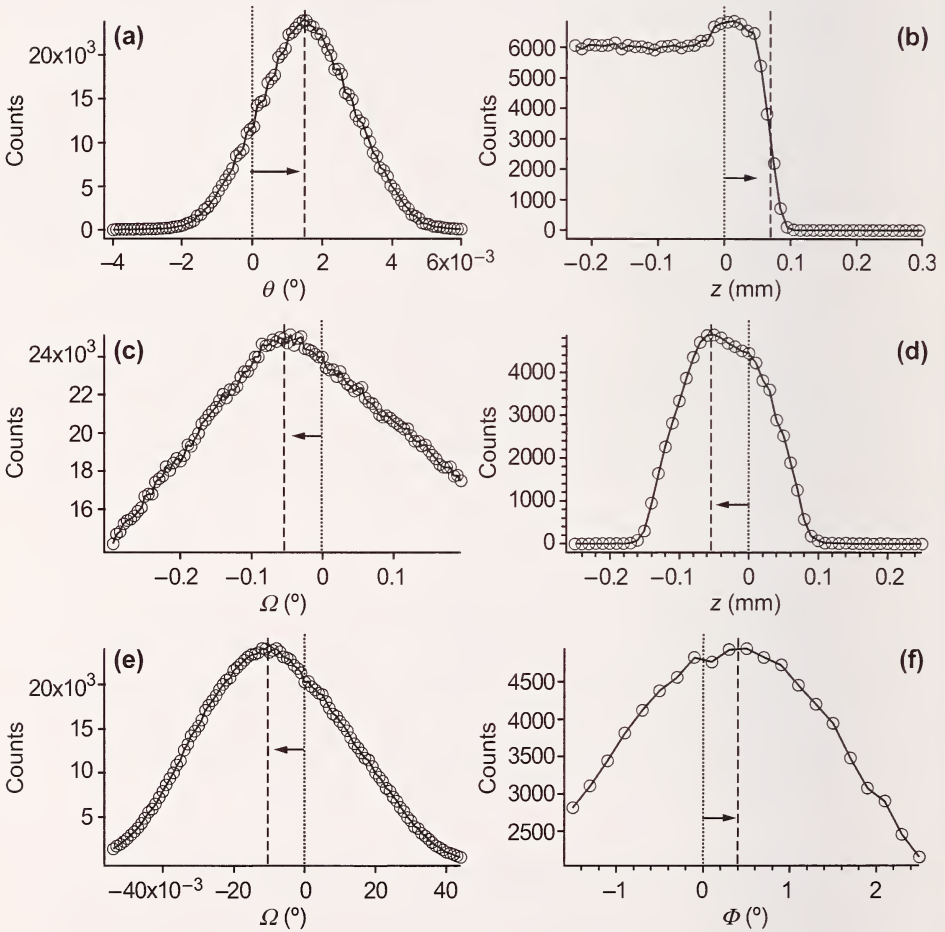 (a)
Counts
20x10³
15
10
5
0
−4
−2
0
2
4
6x10⁻³
θ (º)
(b)
Counts
6000
5000
4000
3000
2000
1000
0
−0.2
−0.1
0
0.1
0.2
0.3
z (mm)
(c)
Counts
24x10³
22
20
18
16
−0.2
−0.1
0
0.1
Ω (º)
(d)
Counts
4000
3000
2000
1000
0
−0.2
−0.1
0
0.1
0.2
z (mm)
(e)
Counts
20x10³
15
10
5
−40x10⁻³
−20
0
20
40
Ω (º)
(f)
Counts
4500
4000
3500
3000
2500
−1
0
1
2
Φ (º)